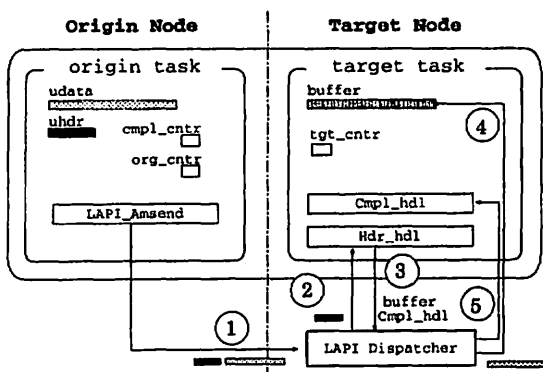 Origin Node
Target Node
origin task
target task
udata
buffer
uhdr
cmpl_cntr
4
tgt_cntr
org_cntr
LAPI_Amsend
Cmpl_hdl
Hdr_hdl
2
3
buffer
5
Cmpl_hdl
1
LAPI Dispatcher